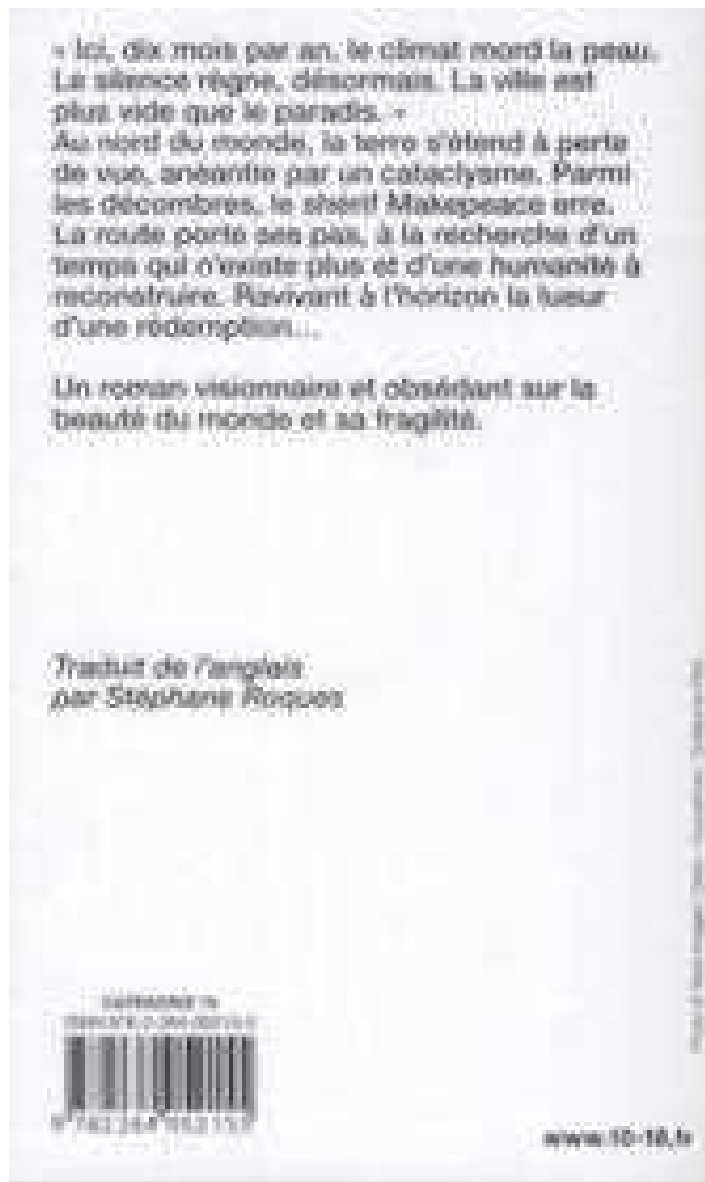 « Ici, dix mois par an, le climat mord la peau.
Le silence règne, désormais. La ville est
plus vide que le paradis. »
Au nord du monde, la terre s'étend à perte
de vue, anéantie par un cataclysme. Parmi
les décombres, le shérif Makepeace erre.
La route porte ses pas, à la recherche d'un
temps qui n'existe plus et d'une humanité à
reconstruire. Ravivant à l'horizon la lueur
d'une rédemption...
Un roman visionnaire et obsédant sur la
beauté du monde et sa fragilité.
Traduit de l'anglais
par Stéphane Roques
www.10-18.fr